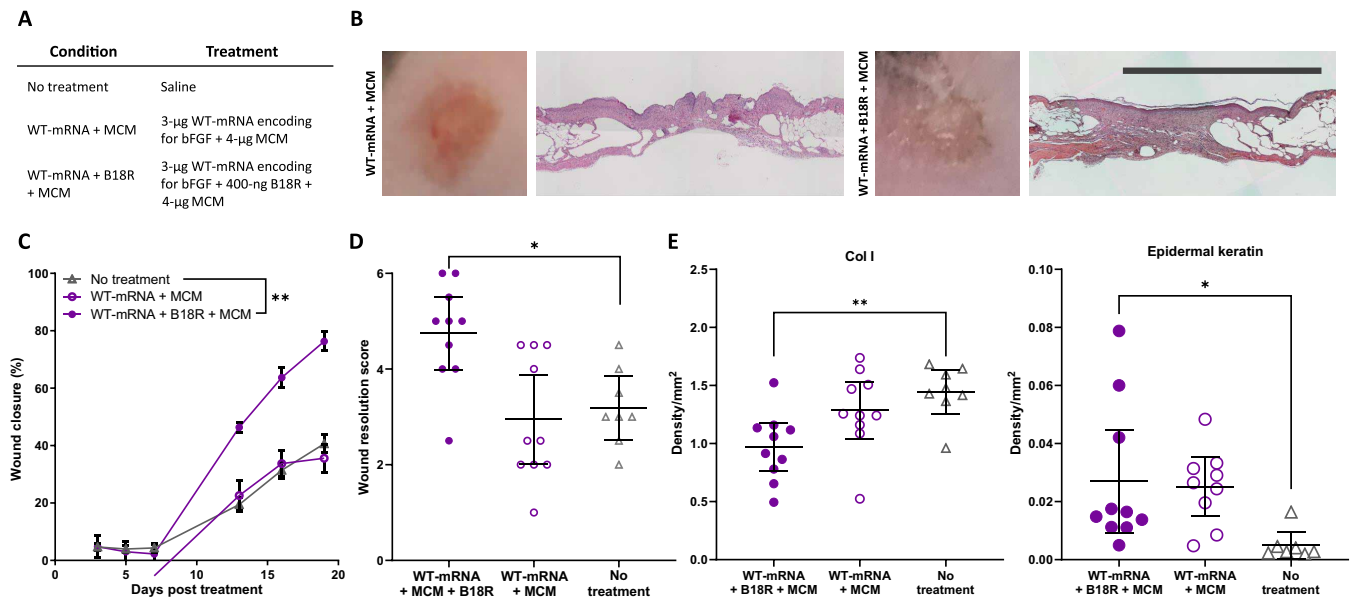 A
Condition Treatment
No treatment Saline
WT-mRNA + MCM 3-µg WT-mRNA encoding
for bFGF + 4-µg MCM
WT-mRNA + B18R
+ MCM
3-µg WT-mRNA encoding
for bFGF + 400-ng B18R +
4-µg MCM
B
WT-mRNA + MCM
WT-mRNA + B18R + MCM
C
No treatment
WT-mRNA + MCM
WT-mRNA + B18R + MCM
**
Wound closure (%)
100
80
60
40
20
0
0 5 10 15 20
Days post treatment
D
*
Wound resolution score
6
4
2
0
WT-mRNA
+ MCM + B18R
WT-mRNA
+ MCM
No
treatment
E
Col I
**
Density/mm²
2.5
2.0
1.5
1.0
0.5
0.0
WT-mRNA
+ B18R + MCM
WT-mRNA
+ MCM
No
treatment
Epidermal keratin
*
Density/mm²
0.10
0.08
0.06
0.04
0.02
0.00
WT-mRNA
+ B18R + MCM
WT-mRNA
+ MCM
No
treatment